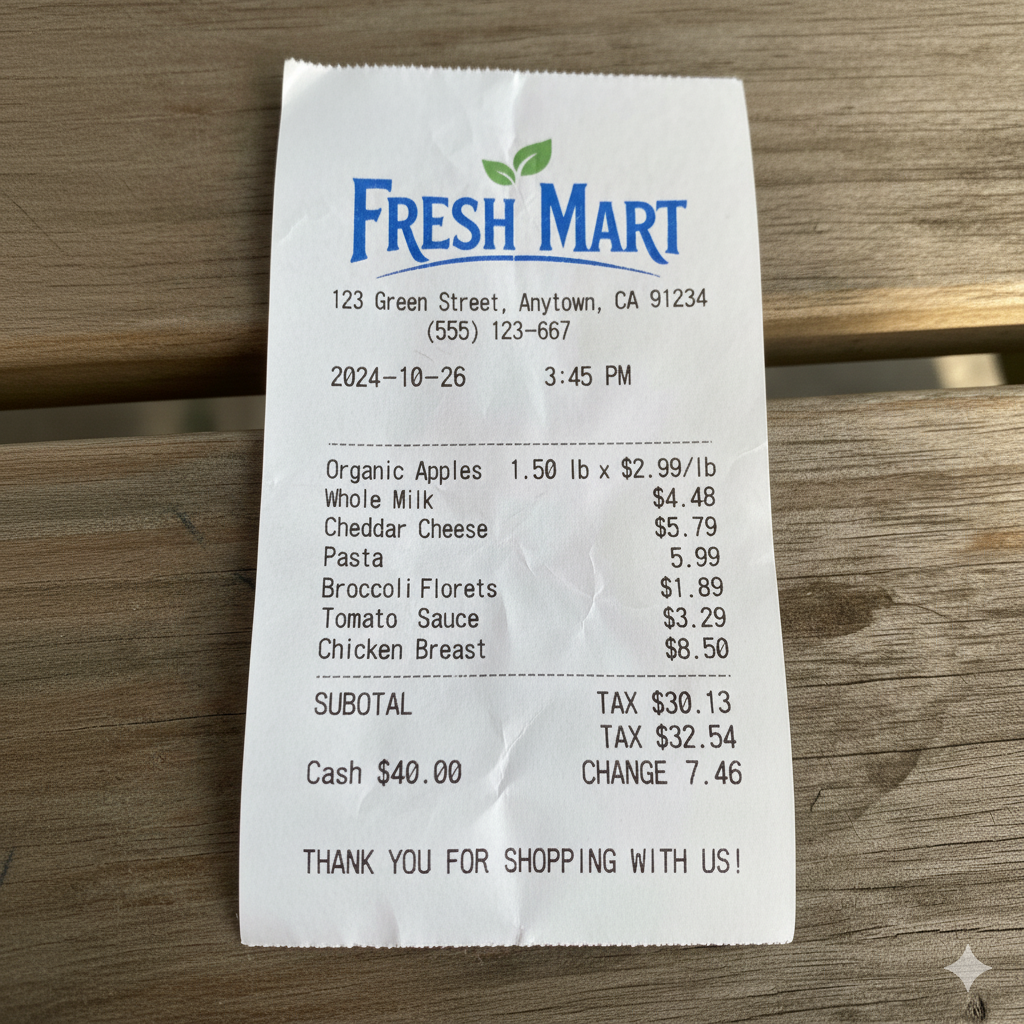 FRESH MART
123 Green Street, Anytown, CA 91234
(555) 123-667
2024-10-26 3:45 PM
Organic Apples 1.50 lb x $2.99/lb
Whole Milk $4.48
Cheddar Cheese $5.79
Pasta 5.99
Broccoli Florets $1.89
Tomato Sauce $3.29
Chicken Breast $8.50
SUBOTAL TAX $30.13
TAX $32.54
Cash $40.00 CHANGE 7.46
THANK YOU FOR SHOPPING WITH US!